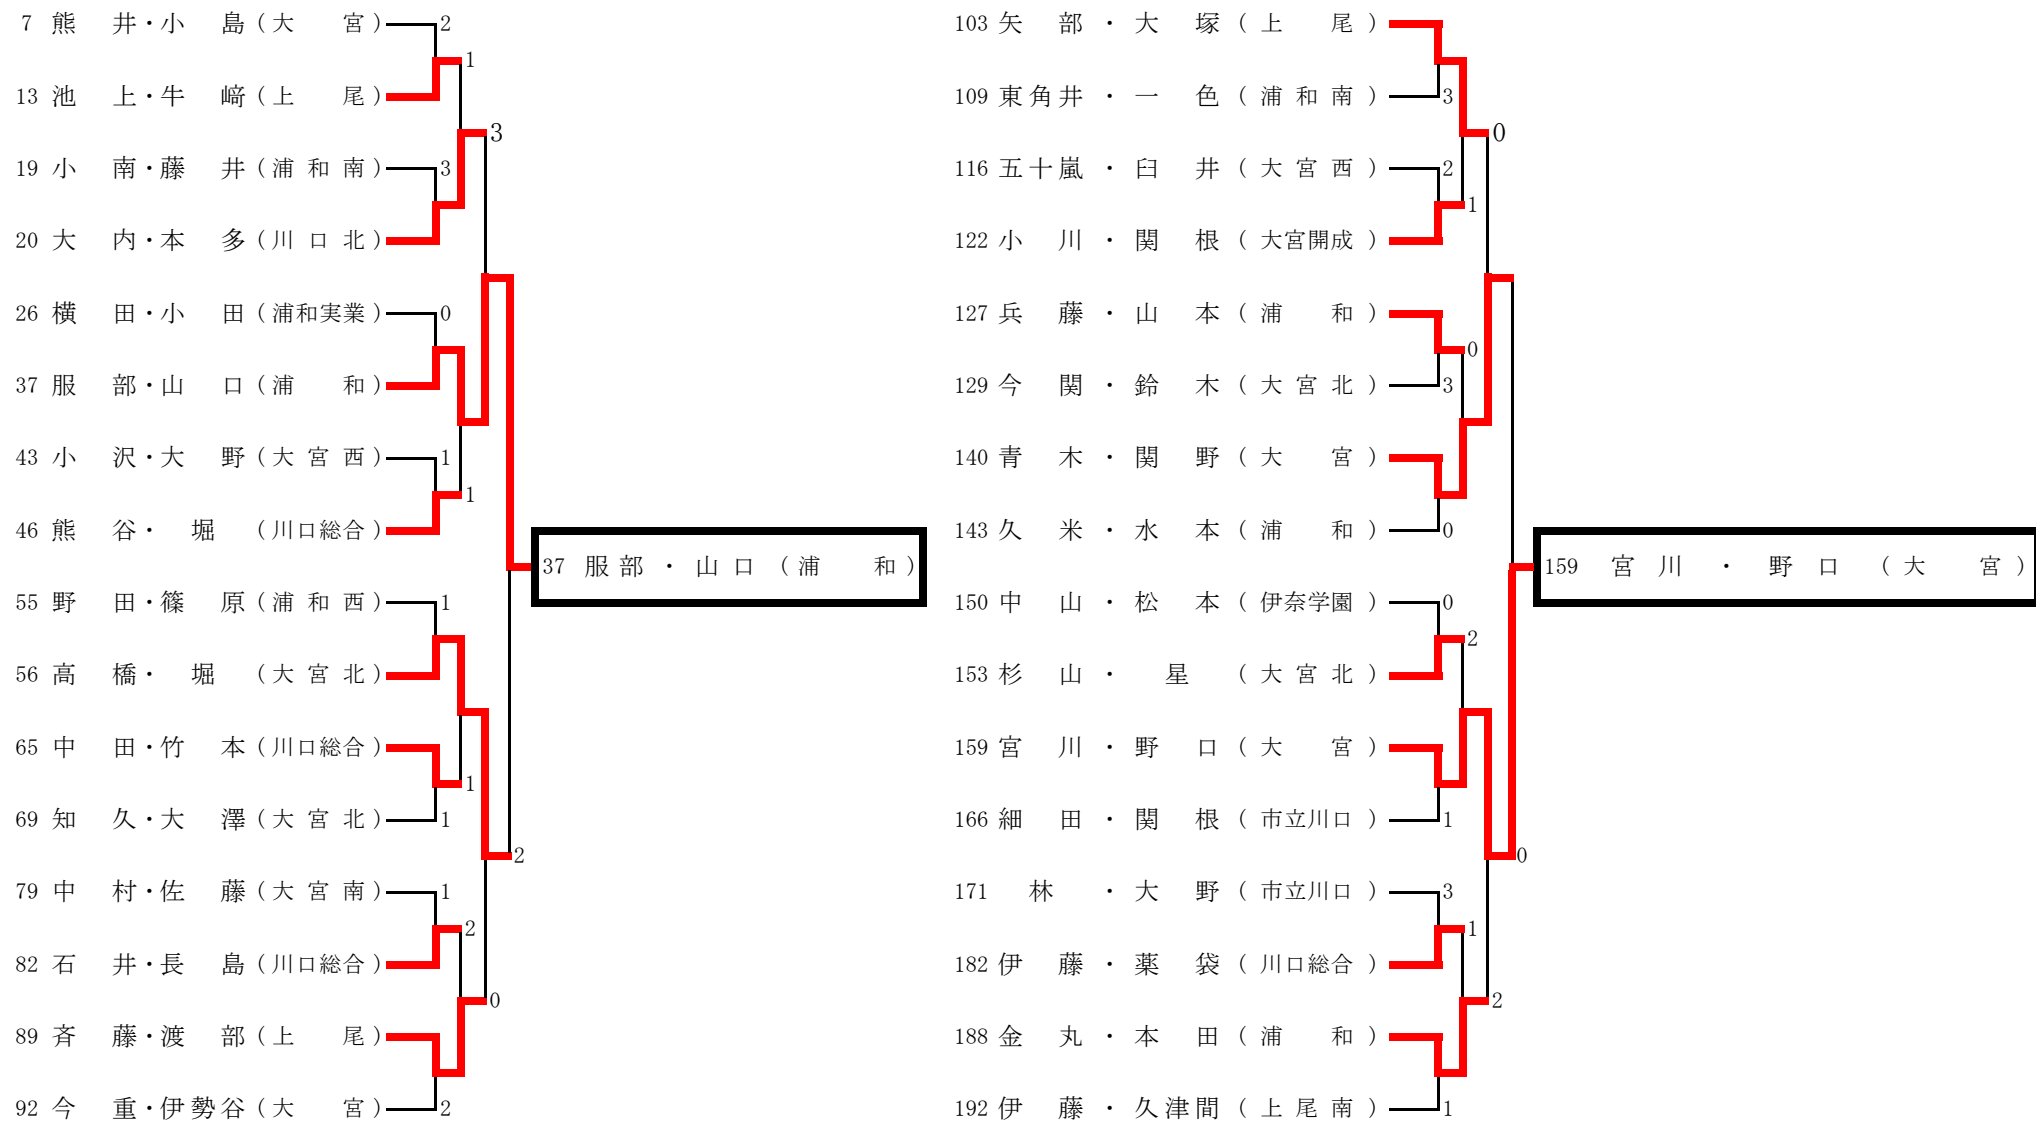 7 熊 井・小 島 (大 宮) 2
1
13 池 上・牛 﨑 (上 尾)
3
19 小 南・藤 井 (浦 和 南) 3
20 大 内・本 多 (川 口 北)
26 横 田・小 田 (浦和実業) 0
37 服 部・山 口 (浦 和)
43 小 沢・大 野 (大 宮 西) 1
1
46 熊 谷・ 堀 (川口総合)
37 服 部 ・ 山 口 (浦 和)
55 野 田・篠 原 (浦 和 西) 1
56 高 橋・ 堀 (大 宮 北)
65 中 田・竹 本 (川口総合)
1
69 知 久・大 澤 (大 宮 北) 1
2
79 中 村・佐 藤 (大 宮 南) 1
2
82 石 井・長 島 (川口総合)
0
89 斉 藤・渡 部 (上 尾)
92 今 重・伊勢谷 (大 宮) 2
103 矢 部 ・ 大 塚 ( 上 尾 )
109 東角井 ・ 一 色 ( 浦 和 南 ) 3
0
116 五十嵐 ・ 臼 井 ( 大 宮 西 ) 2
1
122 小 川 ・ 関 根 ( 大宮開成 )
127 兵 藤 ・ 山 本 ( 浦 和 )
0
129 今 関 ・ 鈴 木 ( 大 宮 北 ) 3
140 青 木 ・ 関 野 ( 大 宮 )
143 久 米 ・ 水 本 ( 浦 和 ) 0
159 宮 川 ・ 野 口 ( 大 宮 )
150 中 山 ・ 松 本 ( 伊奈学園 ) 0
2
153 杉 山 ・ 星 ( 大 宮 北 )
159 宮 川 ・ 野 口 ( 大 宮 )
166 細 田 ・ 関 根 ( 市立川口 ) 1
0
171 林 ・ 大 野 ( 市立川口 ) 3
1
182 伊 藤 ・ 薬 袋 ( 川口総合 )
2
188 金 丸 ・ 本 田 ( 浦 和 )
192 伊 藤 ・ 久津間 ( 上 尾 南 ) 1